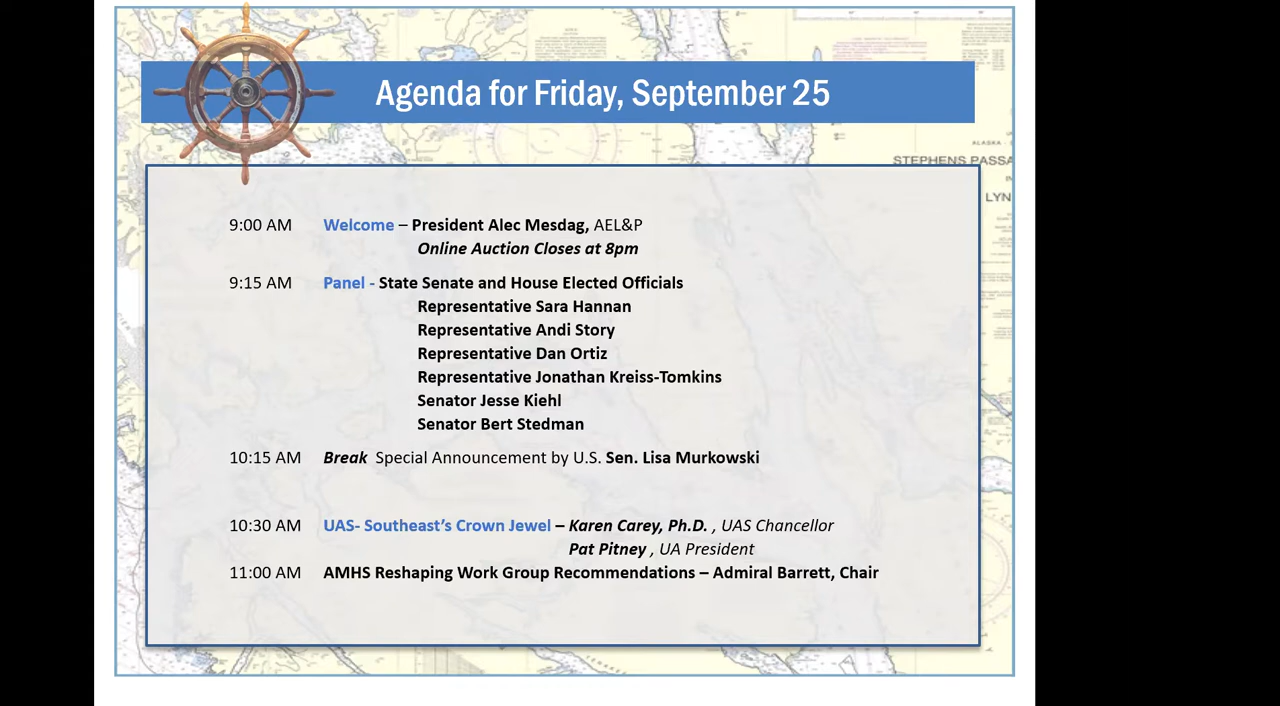 Agenda for Friday, September 25
ALASKA -
STEPHENS PASSA
LYN
9:00 AM Welcome – President Alec Mesdag, AEL&P
Online Auction Closes at 8pm
9:15 AM Panel - State Senate and House Elected Officials
Representative Sara Hannan
Representative Andi Story
Representative Dan Ortiz
Representative Jonathan Kreiss-Tomkins
Senator Jesse Kiehl
Senator Bert Stedman
10:15 AM Break Special Announcement by U.S. Sen. Lisa Murkowski
10:30 AM UAS- Southeast’s Crown Jewel – Karen Carey, Ph.D. , UAS Chancellor
Pat Pitney , UA President
11:00 AM AMHS Reshaping Work Group Recommendations – Admiral Barrett, Chair